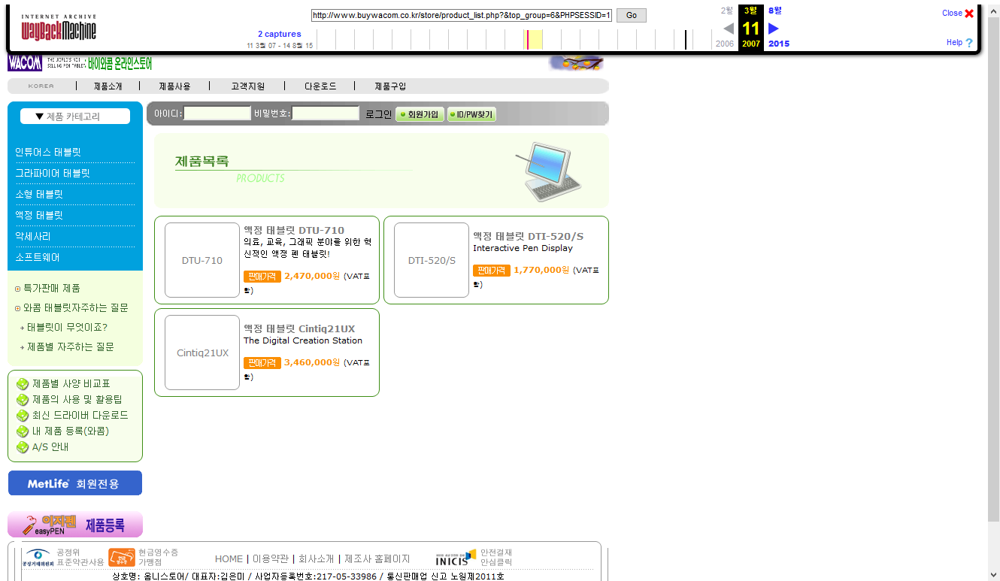 INTERNET ARCHIVE
WayBackMachine
http://www.buywacom.co.kr/store/product_list.php?&top_group=6&PHPSESSID=1
Go
2 captures
11 3월 07 - 14 8월 15
2월 3월 8월
11
2006 2007 2015
Close
Help ?
WACOM THE WORLD'S NO.1 SELLING PEN TABLET 바이와콤 온라인스토어
KOREA 제품소개 제품사용 고객지원 다운로드 제품구입
▼ 제품 카테고리
인튜어스 태블릿
그라파이어 태블릿
소형 태블릿
액정 태블릿
악세사리
소프트웨어
특가판매 제품
와콤 태블릿자주하는 질문
태블릿이 무엇이죠?
제품별 자주하는 질문
제품별 사양 비교표
제품의 사용 및 활용팁
최신 드라이버 다운로드
내 제품 등록(와콤)
A/S 안내
MetLife 회원전용
이지펜 easyPEN 제품등록
아이디: 비밀번호: 로그인 회원가입 ID/PW찾기
제품목록
PRODUCTS
DTU-710
액정 태블릿 DTU-710
의료, 교육, 그래픽 분야를 위한 혁
신적인 액정 펜 태블릿!
판매가격 2,470,000원 (VAT포
함)
DTI-520/S
액정 태블릿 DTI-520/S
Interactive Pen Display
판매가격 1,770,000원 (VAT포
함)
Cintiq21UX
액정 태블릿 Cintiq21UX
The Digital Creation Station
판매가격 3,460,000원 (VAT포
함)
공정거래위원회
공정위
표준약관사용
현금영수증
가맹점
HOME | 이용약관 | 회사소개 | 제조사 홈페이지
INICIS
안전결재
안심클릭
상호명: 옴니스토어/ 대표자:김은미 / 사업자등록번호:217-05-33986 / 통신판매업 신고 노원제2011호